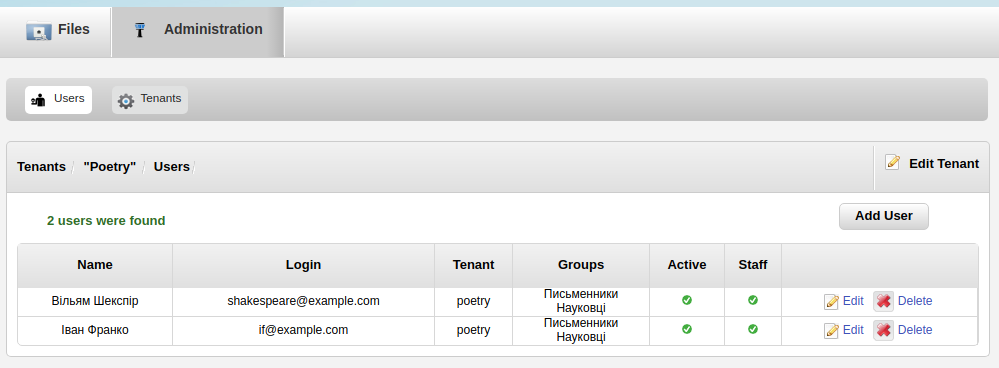 Files Administration
Users Tenants
Tenants / "Poetry" / Users / Edit Tenant
2 users were found Add User
Name Login Tenant Groups Active Staff
Вільям Шекспір shakespeare@example.com poetry Письменники Науковці Edit Delete
Іван Франко if@example.com poetry Письменники Науковці Edit Delete